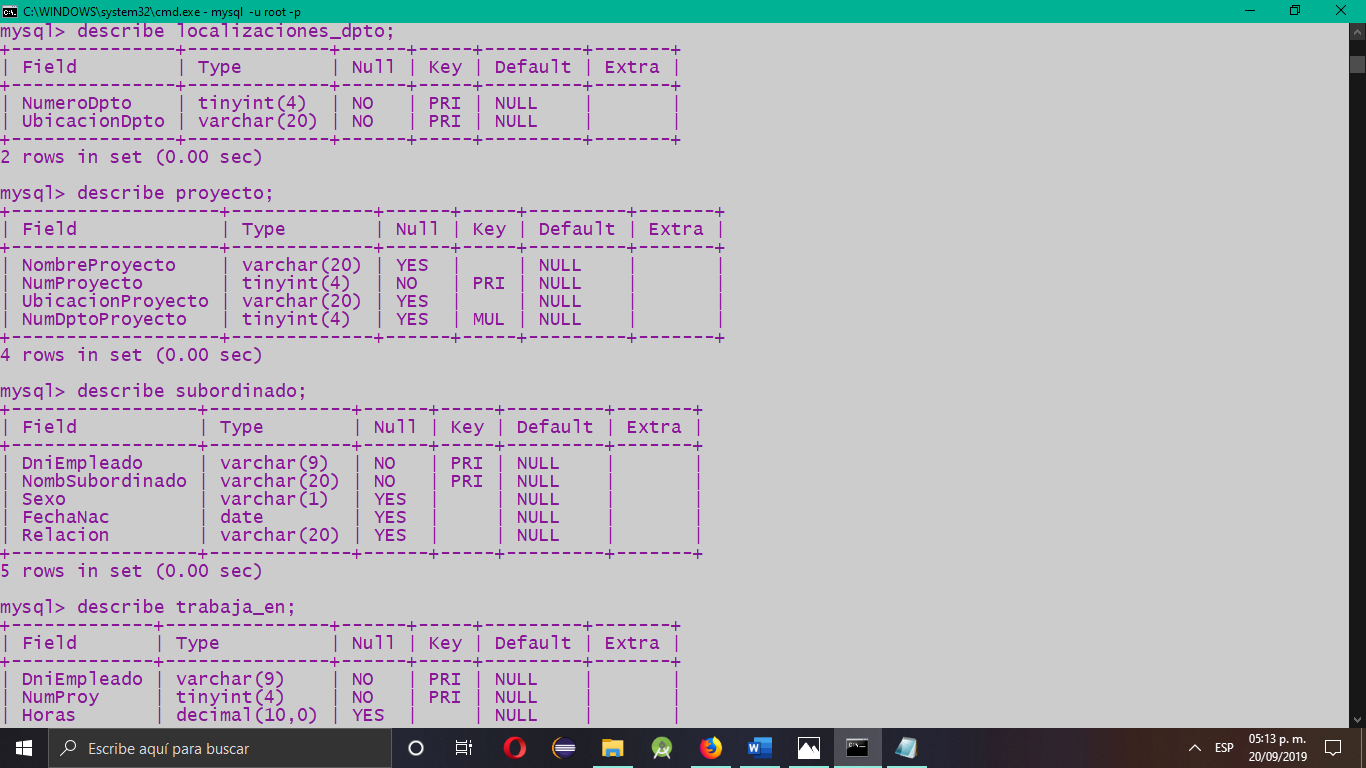 C:\WINDOWS\system32\cmd.exe - mysql -u root -p
mysql> describe localizaciones_dpto;
+----------------+-------------+------+-----+---------+-------+
| Field          | Type        | Null | Key | Default | Extra |
+----------------+-------------+------+-----+---------+-------+
| NumeroDpto     | tinyint(4)  | NO   | PRI | NULL    |       |
| UbicacionDpto  | varchar(20) | NO   | PRI | NULL    |       |
+----------------+-------------+------+-----+---------+-------+
2 rows in set (0.00 sec)
mysql> describe proyecto;
+-------------------+-------------+------+-----+---------+-------+
| Field             | Type        | Null | Key | Default | Extra |
+-------------------+-------------+------+-----+---------+-------+
| NombreProyecto    | varchar(20) | YES  |     | NULL    |       |
| NumProyecto       | tinyint(4)  | NO   | PRI | NULL    |       |
| UbicacionProyecto | varchar(20) | YES  |     | NULL    |       |
| NumDptoProyecto   | tinyint(4)  | YES  | MUL | NULL    |       |
+-------------------+-------------+------+-----+---------+-------+
4 rows in set (0.00 sec)
mysql> describe subordinado;
+-----------------+-------------+------+-----+---------+-------+
| Field           | Type        | Null | Key | Default | Extra |
+-----------------+-------------+------+-----+---------+-------+
| DniEmpleado     | varchar(9)  | NO   | PRI | NULL    |       |
| NombSubordinado | varchar(20) | NO   | PRI | NULL    |       |
| Sexo            | varchar(1)  | YES  |     | NULL    |       |
| FechaNac        | date        | YES  |     | NULL    |       |
| Relacion        | varchar(20) | YES  |     | NULL    |       |
+-----------------+-------------+------+-----+---------+-------+
5 rows in set (0.00 sec)
mysql> describe trabaja_en;
+-------------+---------------+------+-----+---------+-------+
| Field       | Type          | Null | Key | Default | Extra |
+-------------+---------------+------+-----+---------+-------+
| DniEmpleado | varchar(9)    | NO   | PRI | NULL    |       |
| NumProy     | tinyint(4)    | NO   | PRI | NULL    |       |
| Horas       | decimal(10,0) | YES  |     | NULL    |       |
Escribe aquí para buscar
ESP
05:13 p. m.
20/09/2019